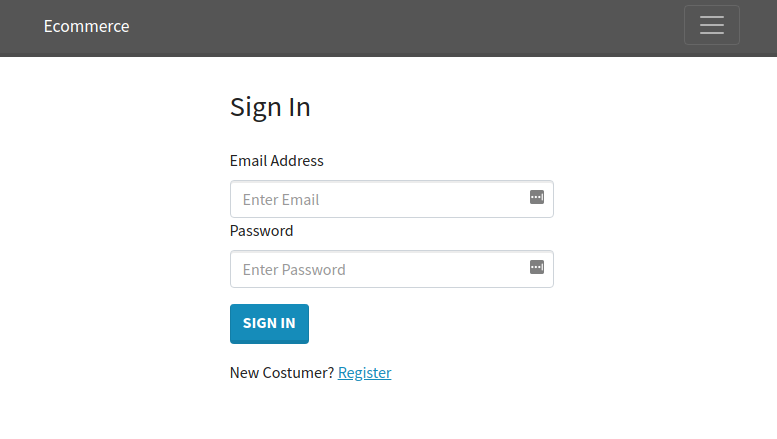 Ecommerce
Sign In
Email Address
Enter Email
Password
Enter Password
SIGN IN
New Costumer? Register